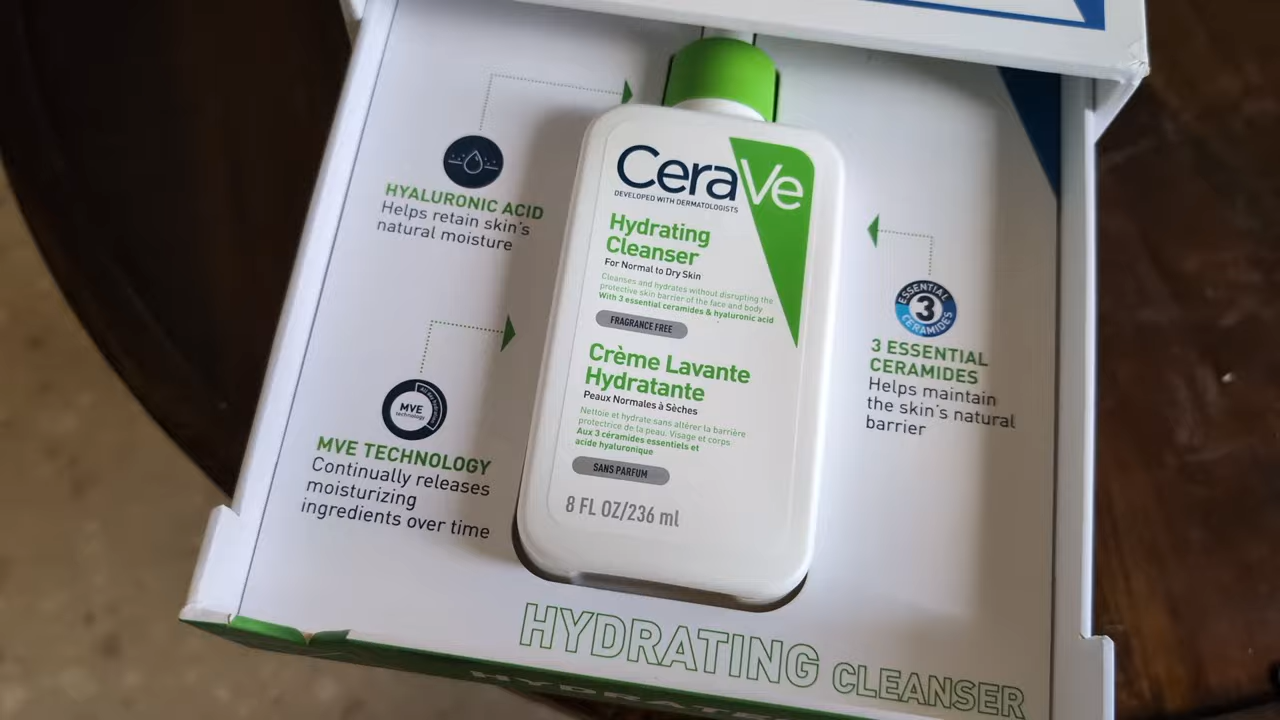 HYALURONIC ACID
Helps retain skin's
natural moisture
MVE
technology
MVE TECHNOLOGY
Continually releases
moisturizing
ingredients over time
CeraVe
DEVELOPED WITH DERMATOLOGISTS
Hydrating
Cleanser
For Normal to Dry Skin
Cleanses and hydrates without disrupting the
protective skin barrier of the face and body
With 3 essential ceramides & hyaluronic acid
FRAGRANCE FREE
Crème Lavante
Hydratante
Peaux Normales à Sèches
Nettoie et hydrate sans altérer la barrière
protectrice de la peau. Visage et corps
Aux 3 céramides essentiels et
acide hyaluronique
SANS PARFUM
8 FL OZ/236 ml
ESSENTIAL
3
CERAMIDES
3 ESSENTIAL
CERAMIDES
Helps maintain
the skin's natural
barrier
HYDRATING CLEANSER